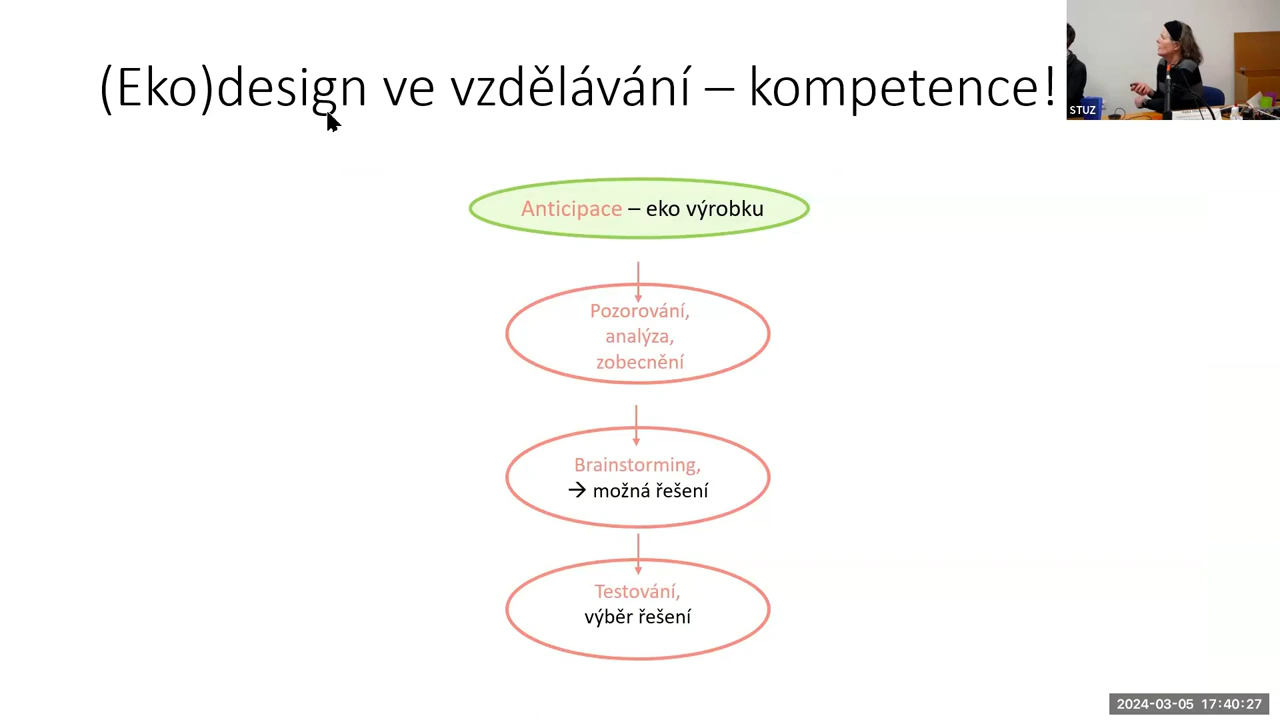 (Eko)design ve vzdělávání – kompetence!
STUZ
Anticipace – eko výrobku
Pozorování,
analýza,
zobecnění
Brainstorming,
→ možná řešení
Testování,
výběr řešení
2024-03-05 17:40:27